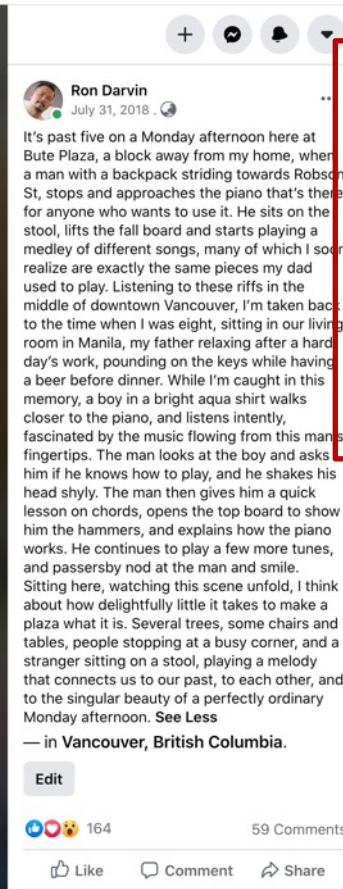 Ron Darvin
July 31, 2018 .
It's past five on a Monday afternoon here at
Bute Plaza, a block away from my home, when
a man with a backpack striding towards Robson
St, stops and approaches the piano that's there
for anyone who wants to use it. He sits on the
stool, lifts the fall board and starts playing a
medley of different songs, many of which I soon
realize are exactly the same pieces my dad
used to play. Listening to these riffs in the
middle of downtown Vancouver, I'm taken back
to the time when I was eight, sitting in our living
room in Manila, my father relaxing after a hard
day's work, pounding on the keys while having
a beer before dinner. While I'm caught in this
memory, a boy in a bright aqua shirt walks
closer to the piano, and listens intently,
fascinated by the music flowing from this man's
fingertips. The man looks at the boy and asks
him if he knows how to play, and he shakes his
head shyly. The man then gives him a quick
lesson on chords, opens the top board to show
him the hammers, and explains how the piano
works. He continues to play a few more tunes,
and passersby nod at the man and smile.
Sitting here, watching this scene unfold, I think
about how delightfully little it takes to make a
plaza what it is. Several trees, some chairs and
tables, people stopping at a busy corner, and a
stranger sitting on a stool, playing a melody
that connects us to our past, to each other, and
to the singular beauty of a perfectly ordinary
Monday afternoon. See Less
— in Vancouver, British Columbia.
Edit
164 59 Comments
Like Comment Share